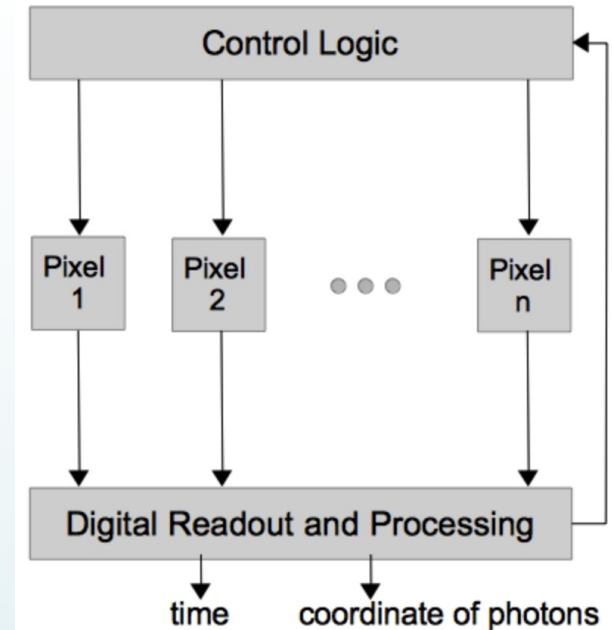 Control Logic
Pixel
1
Pixel
2
Pixel
n
Digital Readout and Processing
time
coordinate of photons